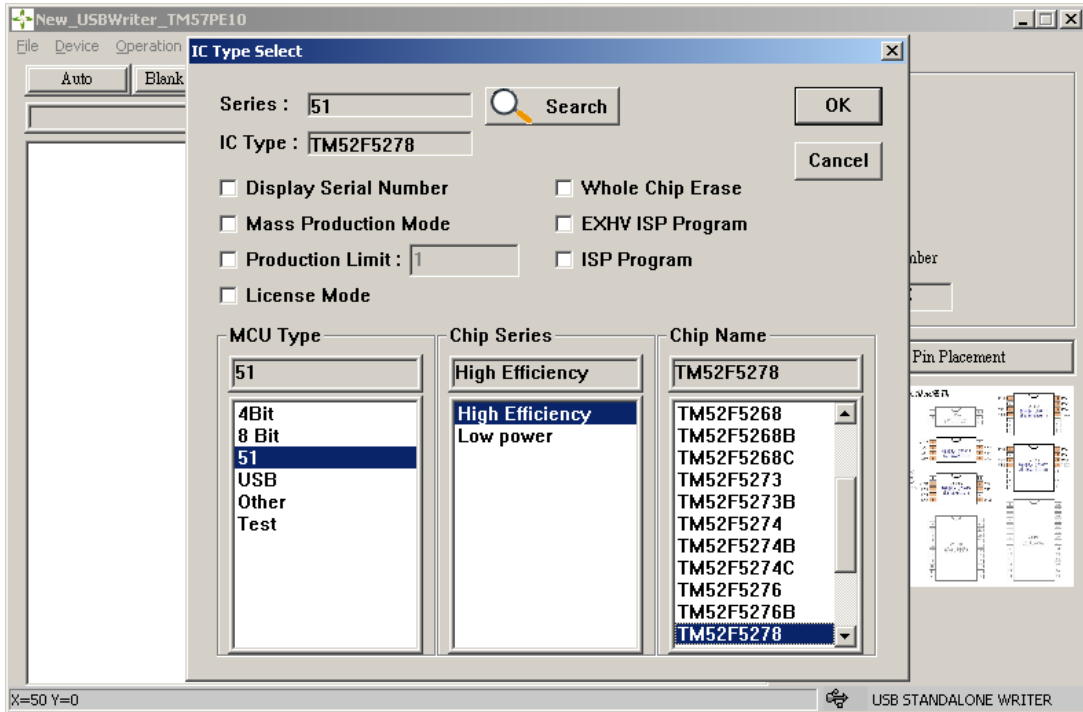 New_USBWriter_TM57PE10
File Device Operation
Auto Blank
IC Type Select
Series : 51 Search OK
IC Type : TM52F5278 Cancel
Display Serial Number Whole Chip Erase
Mass Production Mode EXHV ISP Program
Production Limit : 1 ISP Program
License Mode
MCU Type Chip Series Chip Name
51 High Efficiency TM52F5278
4Bit
8 Bit
51
USB
Other
Test
High Efficiency
Low power
TM52F5268
TM52F5268B
TM52F5268C
TM52F5273
TM52F5273B
TM52F5274
TM52F5274B
TM52F5274C
TM52F5276
TM52F5276B
TM52F5278
Pin Placement
X=50 Y=0 USB STANDALONE WRITER